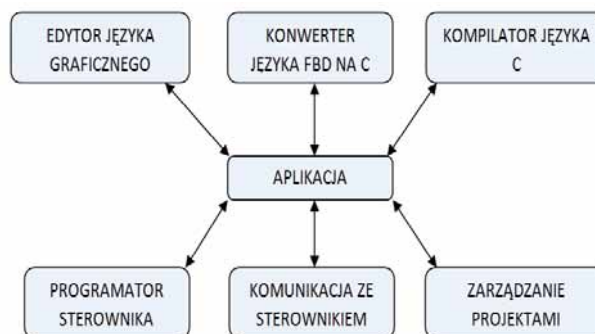 EDYTOR JĘZYKA
GRAFICZNEGO
KONWERTER
JĘZYKA FBD NA C
KOMPILATOR JĘZYKA
C
APLIKACJA
PROGRAMATOR
STEROWNIKA
KOMUNIKACJA ZE
STEROWNIKIEM
ZARZĄDZANIE
PROJEKTAMI